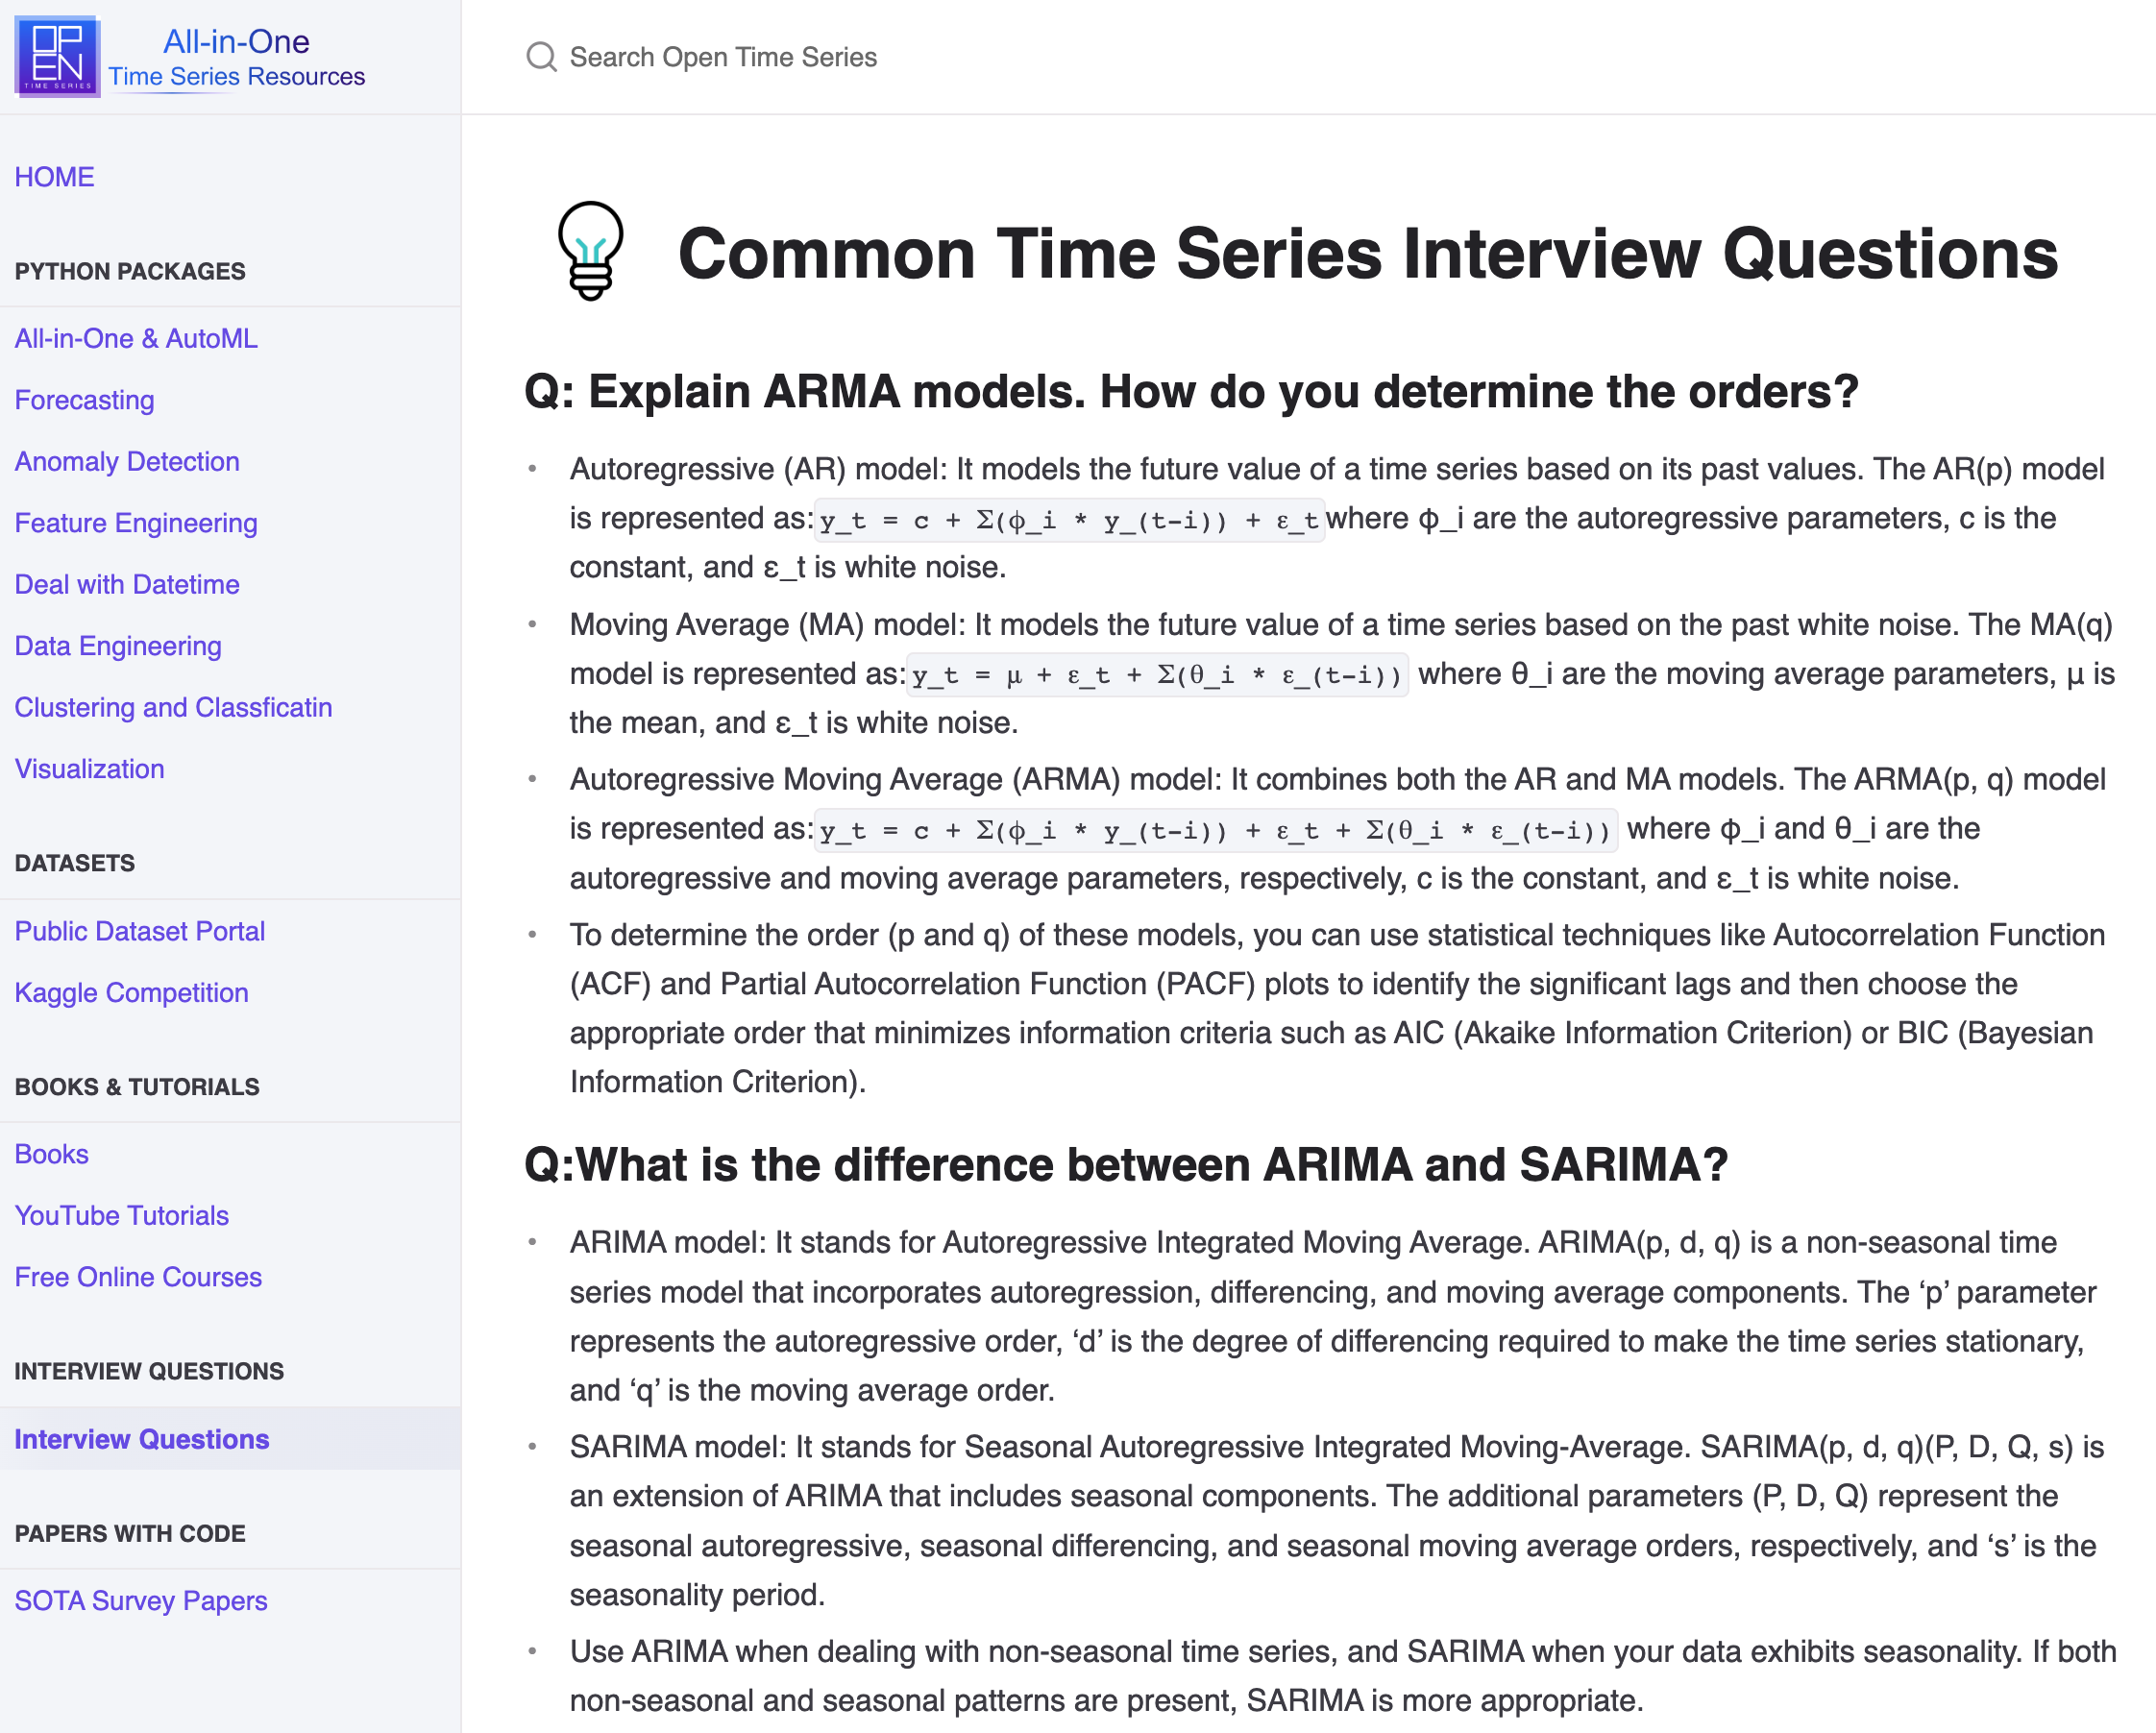 OPEN
TIME SERIES
All-in-One
Time Series Resources
Search Open Time Series
HOME
PYTHON PACKAGES
All-in-One & AutoML
Forecasting
Anomaly Detection
Feature Engineering
Deal with Datetime
Data Engineering
Clustering and Classficatin
Visualization
DATASETS
Public Dataset Portal
Kaggle Competition
BOOKS & TUTORIALS
Books
YouTube Tutorials
Free Online Courses
INTERVIEW QUESTIONS
Interview Questions
PAPERS WITH CODE
SOTA Survey Papers
Common Time Series Interview Questions
Q: Explain ARMA models. How do you determine the orders?
• Autoregressive (AR) model: It models the future value of a time series based on its past values. The AR(p) model
is represented as: y_t = c + Σ(φ_i * y_(t-i)) + ε_t where φ_i are the autoregressive parameters, c is the
constant, and ε_t is white noise.
• Moving Average (MA) model: It models the future value of a time series based on the past white noise. The MA(q)
model is represented as: y_t = μ + ε_t + Σ(θ_i * ε_(t-i)) where θ_i are the moving average parameters, μ is
the mean, and ε_t is white noise.
• Autoregressive Moving Average (ARMA) model: It combines both the AR and MA models. The ARMA(p, q) model
is represented as: y_t = c + Σ(φ_i * y_(t-i)) + ε_t + Σ(θ_i * ε_(t-i)) where φ_i and θ_i are the
autoregressive and moving average parameters, respectively, c is the constant, and ε_t is white noise.
• To determine the order (p and q) of these models, you can use statistical techniques like Autocorrelation Function
(ACF) and Partial Autocorrelation Function (PACF) plots to identify the significant lags and then choose the
appropriate order that minimizes information criteria such as AIC (Akaike Information Criterion) or BIC (Bayesian
Information Criterion).
Q:What is the difference between ARIMA and SARIMA?
• ARIMA model: It stands for Autoregressive Integrated Moving Average. ARIMA(p, d, q) is a non-seasonal time
series model that incorporates autoregression, differencing, and moving average components. The ‘p’ parameter
represents the autoregressive order, ‘d’ is the degree of differencing required to make the time series stationary,
and ‘q’ is the moving average order.
• SARIMA model: It stands for Seasonal Autoregressive Integrated Moving-Average. SARIMA(p, d, q)(P, D, Q, s) is
an extension of ARIMA that includes seasonal components. The additional parameters (P, D, Q) represent the
seasonal autoregressive, seasonal differencing, and seasonal moving average orders, respectively, and ‘s’ is the
seasonality period.
• Use ARIMA when dealing with non-seasonal time series, and SARIMA when your data exhibits seasonality. If both
non-seasonal and seasonal patterns are present, SARIMA is more appropriate.